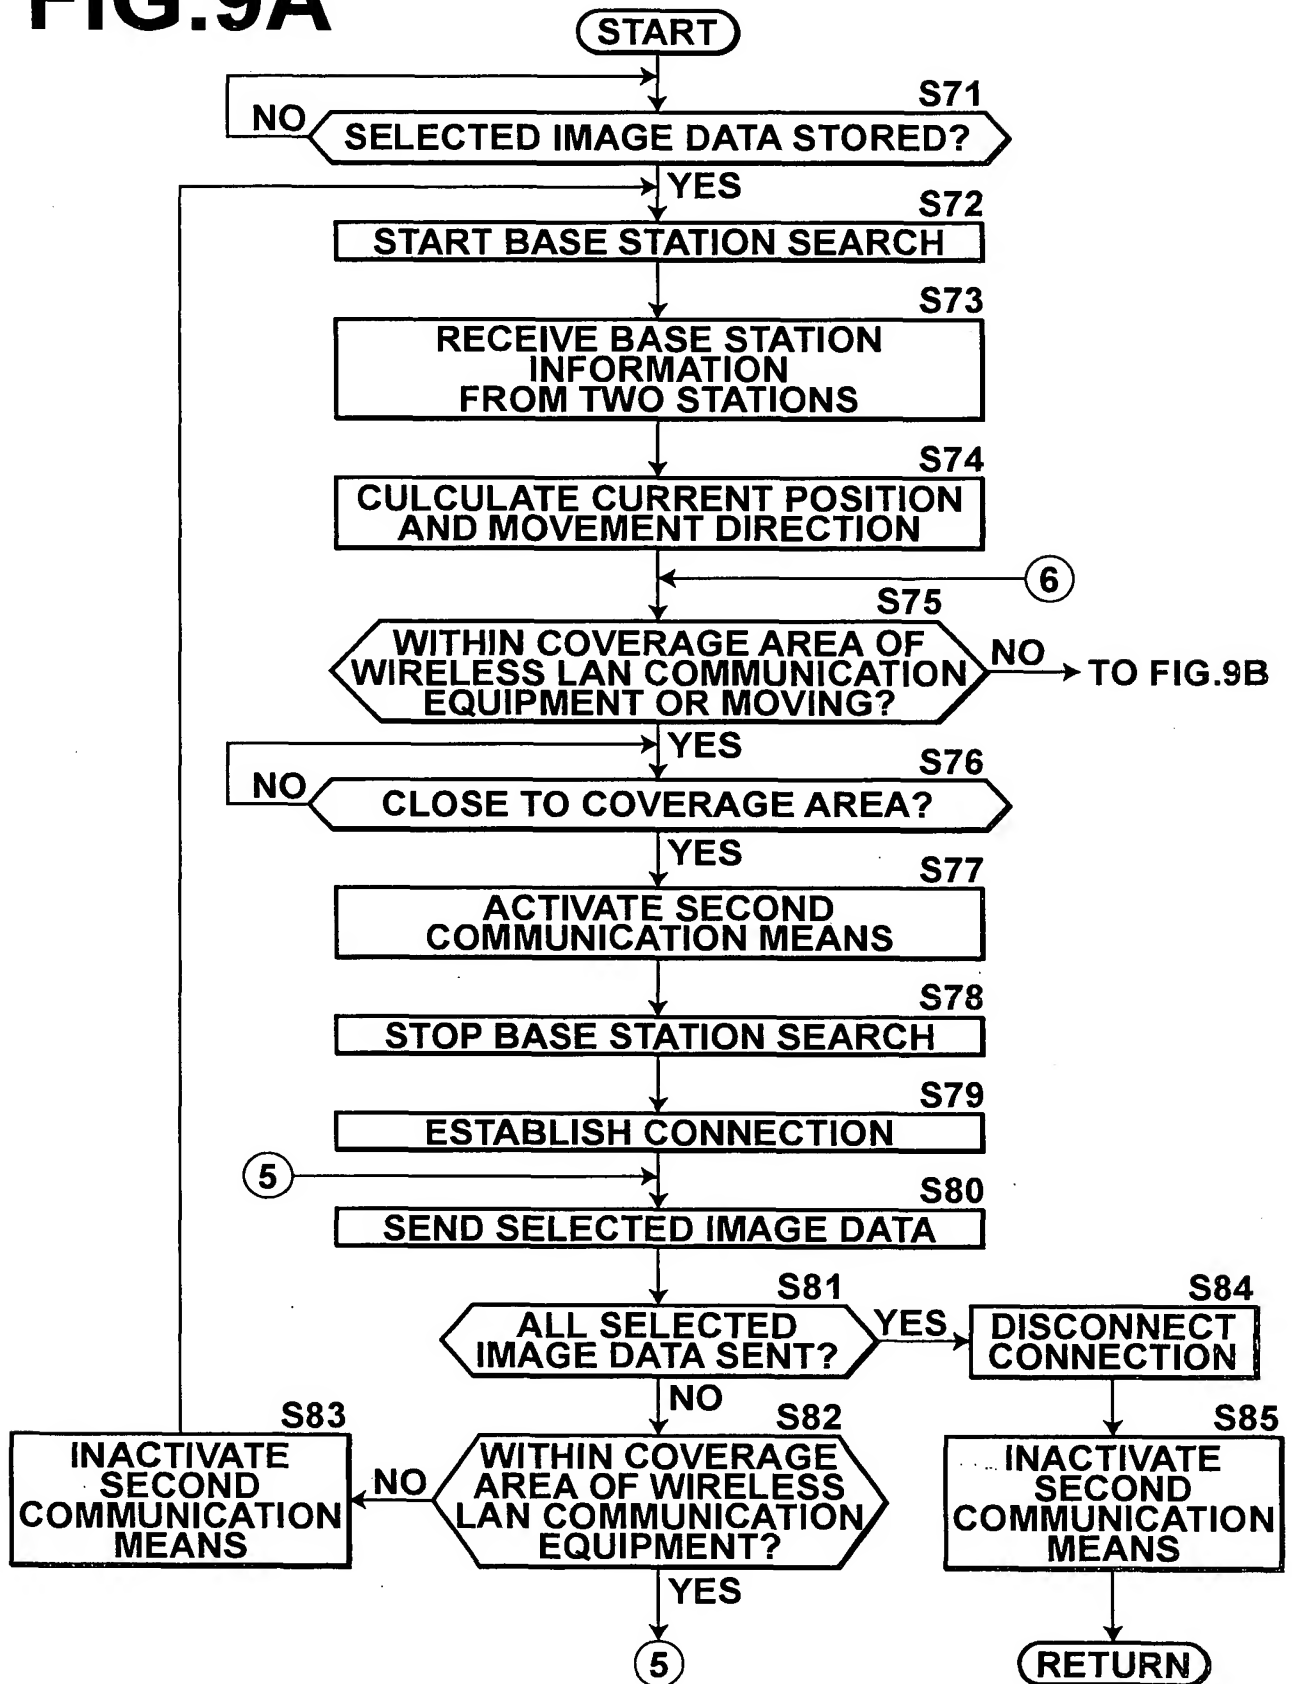 FIG.9A
START
S71
NO
SELECTED IMAGE DATA STORED?
YES
S72
START BASE STATION SEARCH
S73
RECEIVE BASE STATION
INFORMATION
FROM TWO STATIONS
S74
CULCULATE CURRENT POSITION
AND MOVEMENT DIRECTION
6
S75
WITHIN COVERAGE AREA OF
WIRELESS LAN COMMUNICATION
EQUIPMENT OR MOVING?
NO
TO FIG.9B
YES
S76
NO
CLOSE TO COVERAGE AREA?
YES
S77
ACTIVATE SECOND
COMMUNICATION MEANS
S78
STOP BASE STATION SEARCH
S79
ESTABLISH CONNECTION
5
S80
SEND SELECTED IMAGE DATA
S81
ALL SELECTED
IMAGE DATA SENT?
YES
S84
DISCONNECT
CONNECTION
NO
S82
WITHIN COVERAGE
AREA OF WIRELESS
LAN COMMUNICATION
EQUIPMENT?
NO
S83
INACTIVATE
SECOND
COMMUNICATION
MEANS
S85
INACTIVATE
SECOND
COMMUNICATION
MEANS
YES
5
RETURN